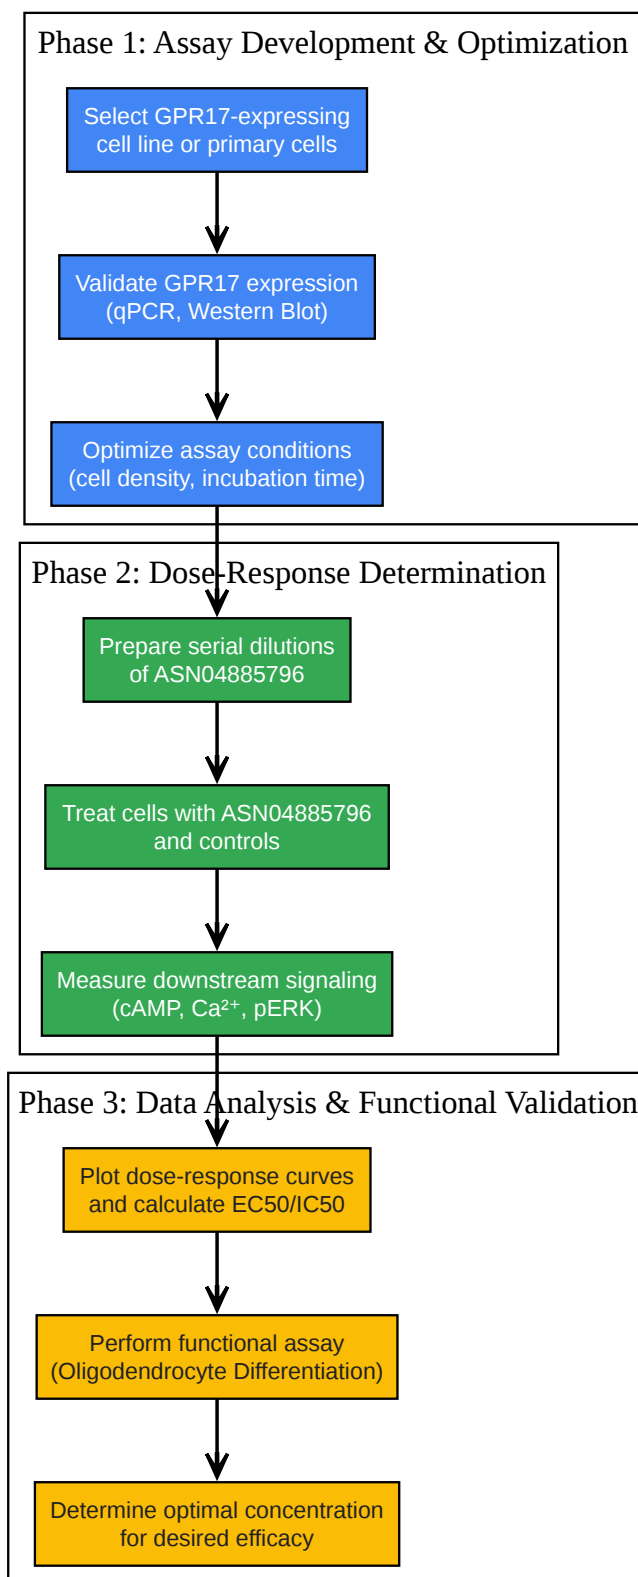 Phase 1: Assay Development & Optimization
Select GPR17-expressing
cell line or primary cells
Validate GPR17 expression
(qPCR, Western Blot)
Optimize assay conditions
(cell density, incubation time)
Phase 2: Dose-Response Determination
Prepare serial dilutions
of ASN04885796
Treat cells with ASN04885796
and controls
Measure downstream signaling
(cAMP, Ca²⁺, pERK)
Phase 3: Data Analysis & Functional Validation
Plot dose-response curves
and calculate EC50/IC50
Perform functional assay
(Oligodendrocyte Differentiation)
Determine optimal concentration
for desired efficacy